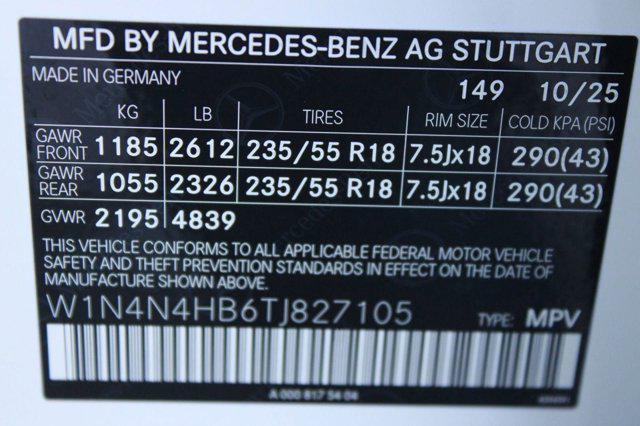 MFD BY MERCEDES-BENZ AG STUTTGART
MADE IN GERMANY 149 10/25
KG LB TIRES RIM SIZE COLD KPA (PSI)
GAWR FRONT 1185 2612 235/55 R18 7.5Jx18 290(43)
GAWR REAR 1055 2326 235/55 R18 7.5Jx18 290(43)
GVWR 2195 4839
THIS VEHICLE CONFORMS TO ALL APPLICABLE FEDERAL MOTOR VEHICLE
SAFETY AND THEFT PREVENTION STANDARDS IN EFFECT ON THE DATE OF
MANUFACTURE SHOWN ABOVE.
W1N4N4HB6TJ827105 TYPE: MPV
A 000 817 54 04